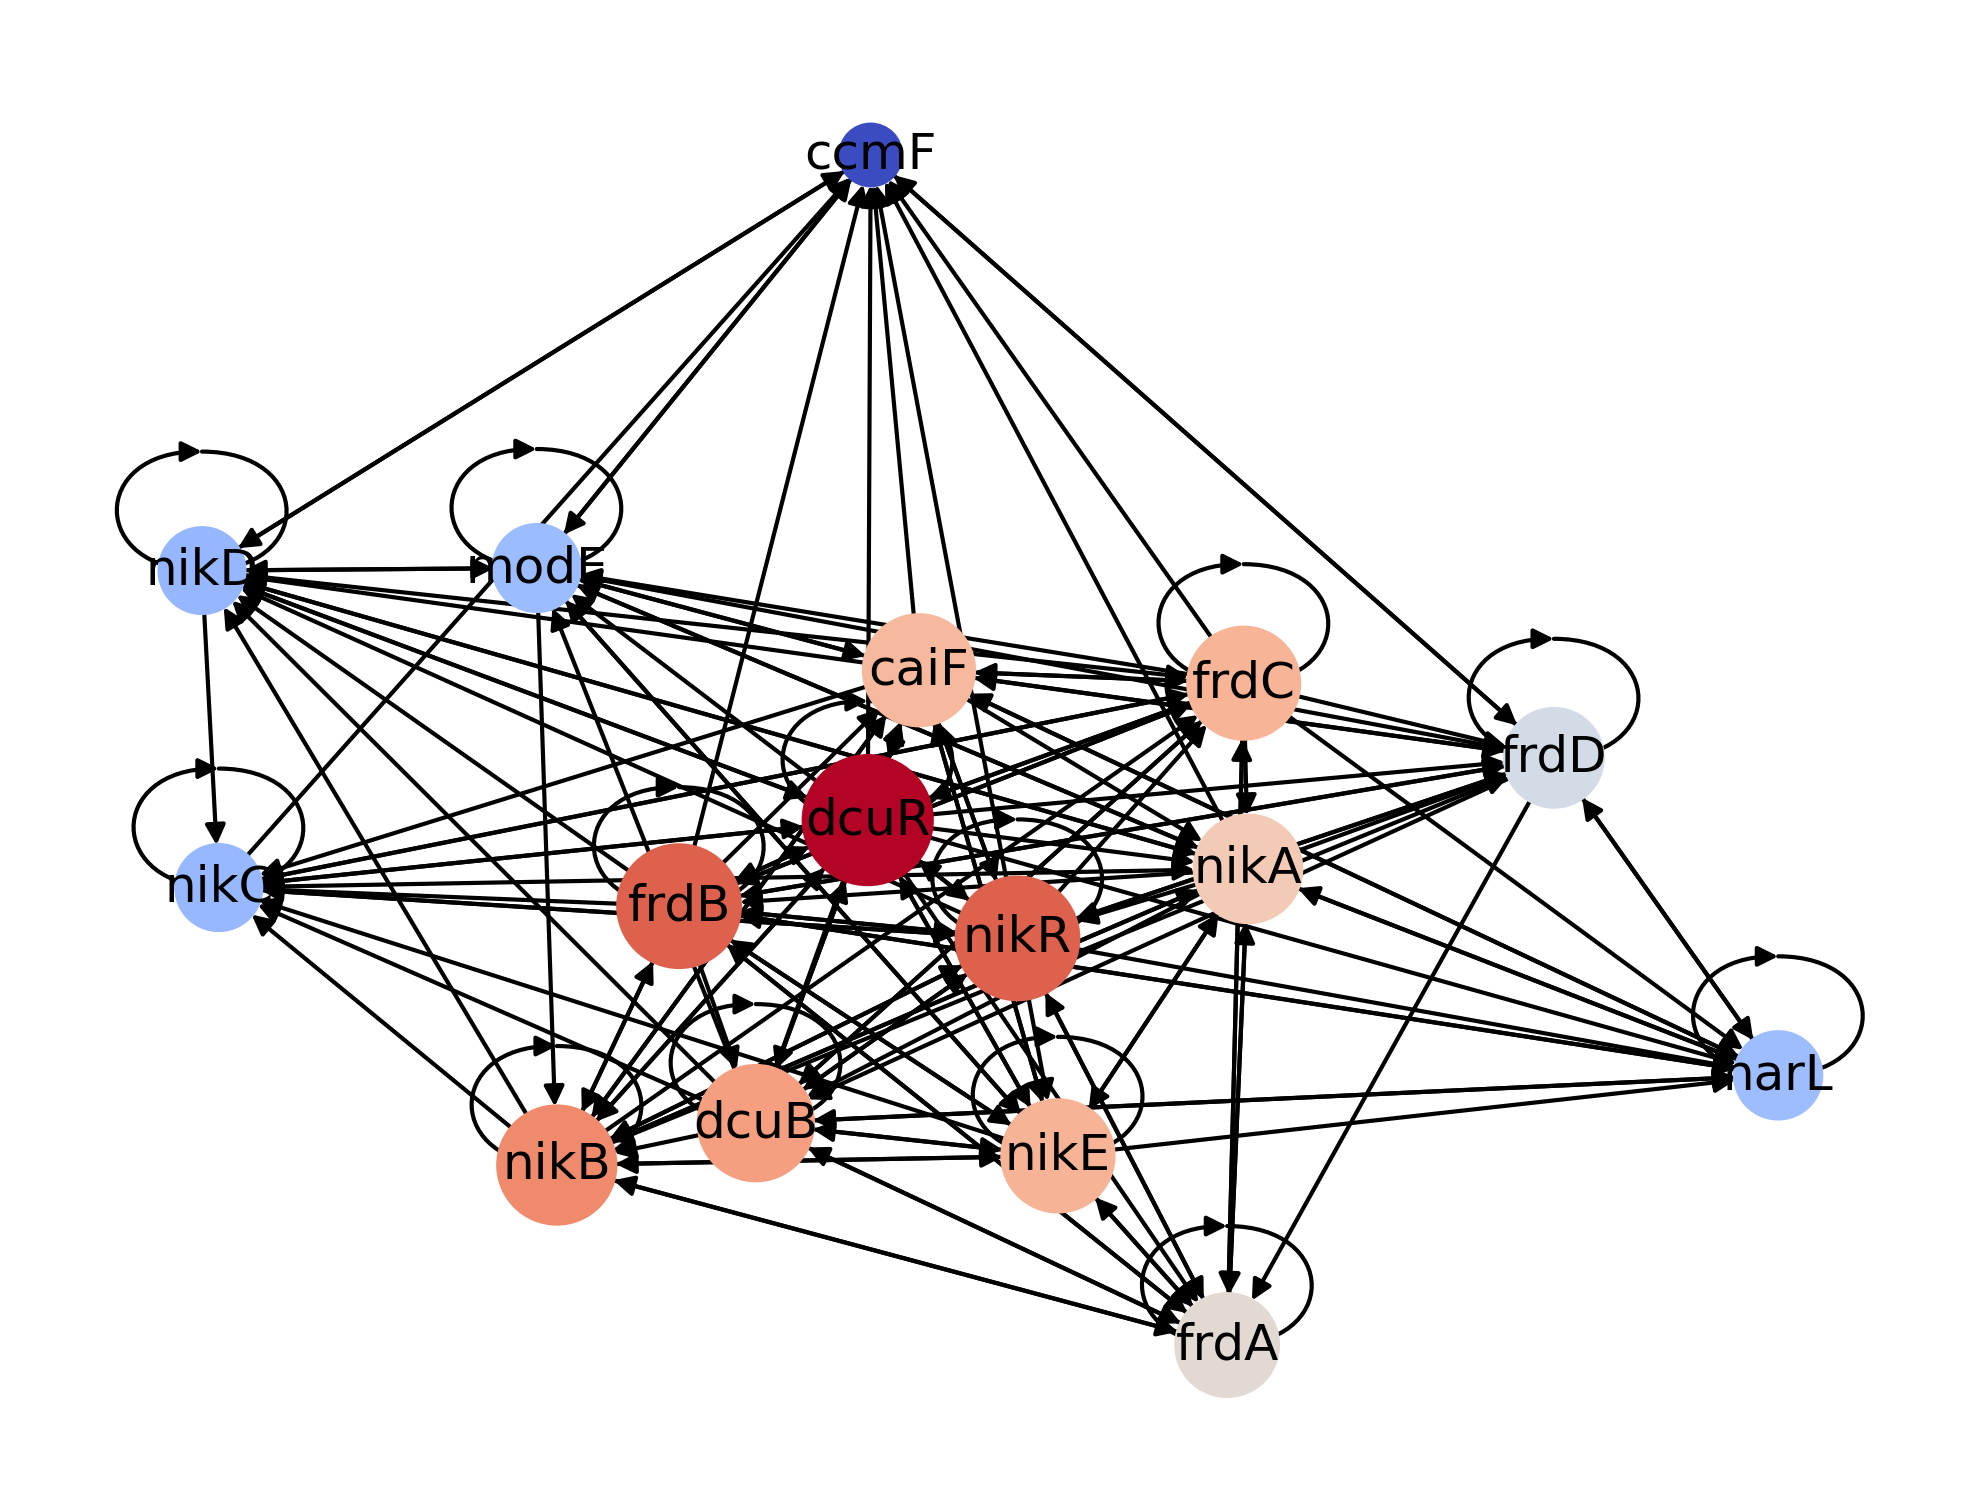 ccmF
nikD
modE
caiF
frdC
frdD
dcuR
nikA
nikC
frdB
nikR
narL
dcuB
nikE
nikB
frdA